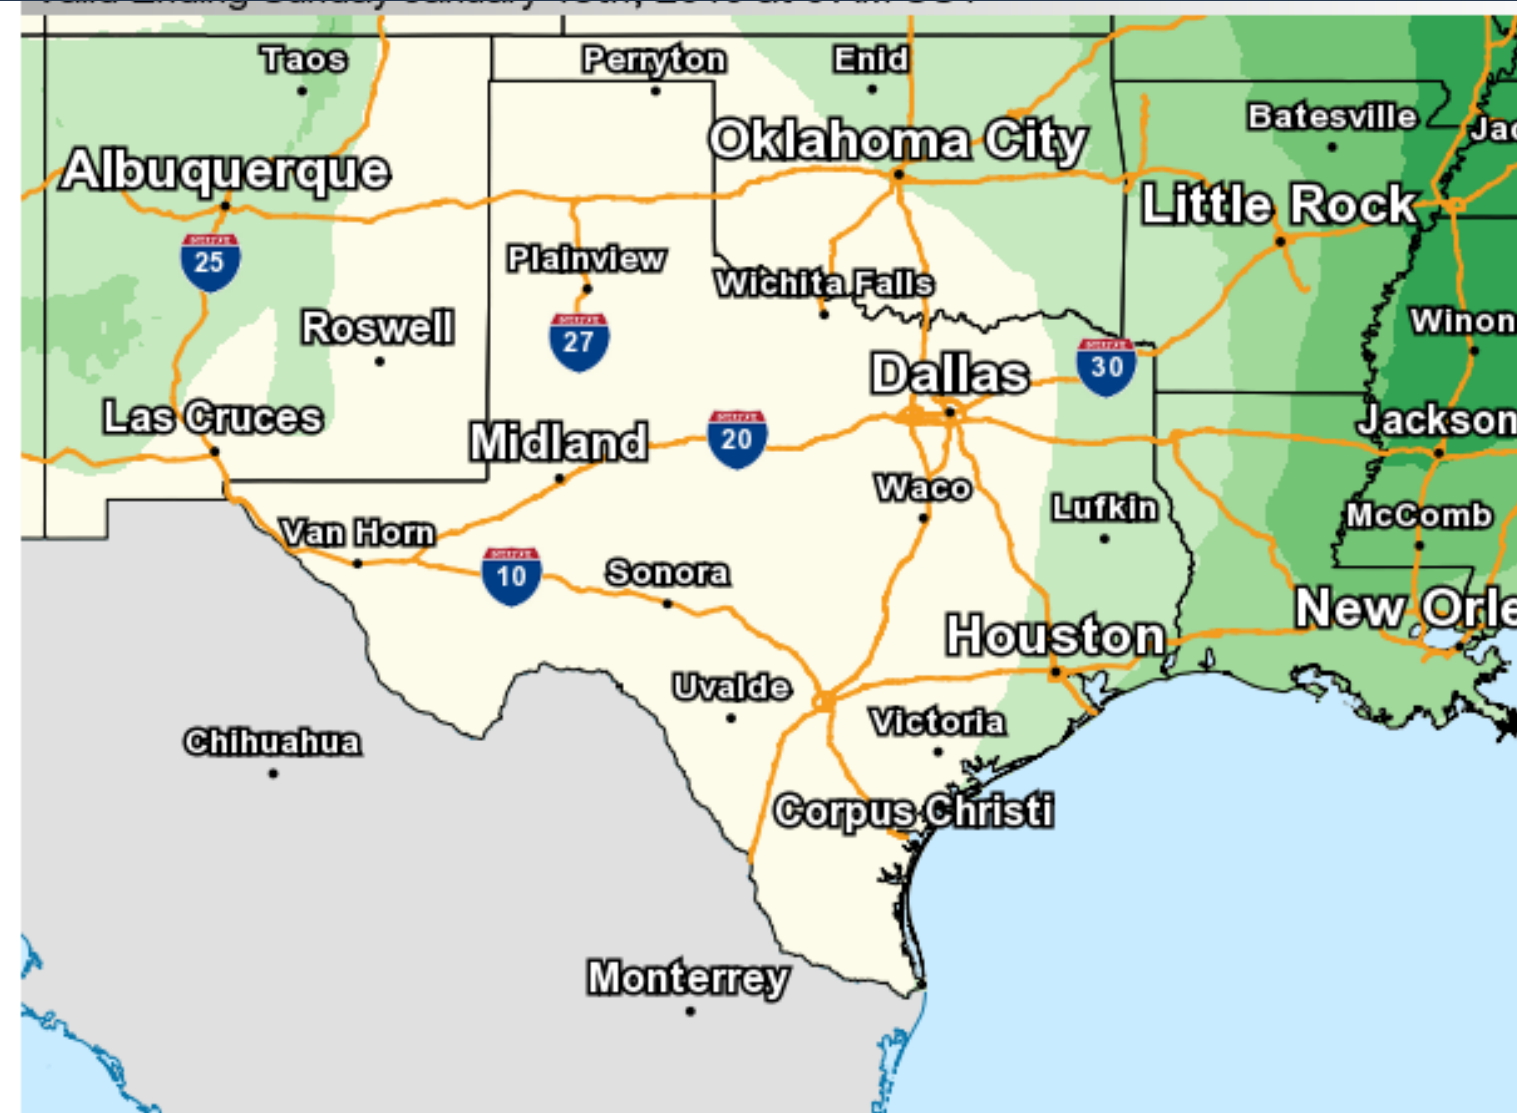 Taos
Perryton
Enid
Batesville
Jac
Oklahoma City
Albuquerque
Little Rock
25
Plainview
Wichita Falls
Roswell
27
Winon
Dallas
30
Las Cruces
Midland
20
Jackson
Waco
Lufkin
McComb
Van Horn
10
Sonora
New Orle
Houston
Uvalde
Victoria
Chihuahua
Corpus Christi
Monterrey